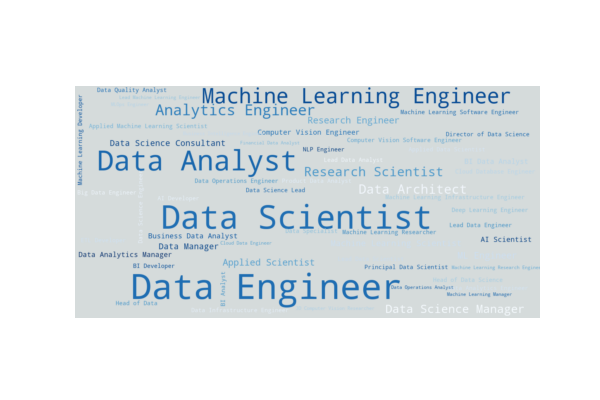 Data Quality Analyst
Machine Learning Engineer
Machine Learning Developer
Analytics Engineer
Machine Learning Software Engineer
Research Engineer
Applied Machine Learning Scientist
Computer Vision Engineer
Director of Data Science
Data Science Consultant
Computer Vision Software Engineer
NLP Engineer
Data Analyst
Lead Data Analyst
Research Scientist
Data Operations Engineer
Data Science Lead
Data Architect
Big Data Engineer
Machine Learning Infrastructure Engineer
Data Scientist
Deep Learning Engineer
Lead Data Engineer
Data Specialist
Machine Learning Researcher
Business Data Analyst
AI Scientist
Cloud Data Engineer
Data Manager
Data Analytics Manager
BI Developer
Applied Scientist
Principal Data Scientist
Machine Learning Research Engineer
BI Analyst
Data Engineer
Data Operations Analyst
Machine Learning Manager
Head of Data
Data Infrastructure Engineer
Data Science Manager